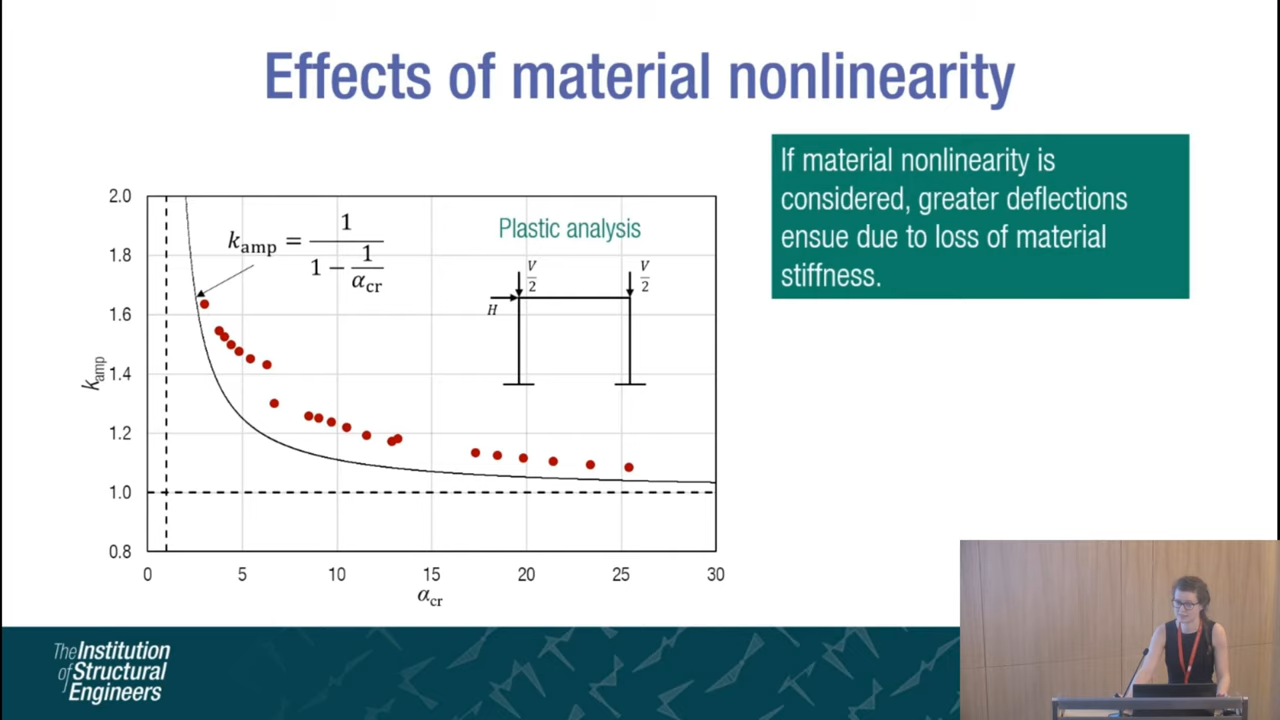 Effects of material nonlinearity
If material nonlinearity is
considered, greater deflections
ensue due to loss of material
stiffness.
2.0
1.8
1.6
1.4
1.2
1.0
0.8
k_amp
k_amp = 1 / (1 − 1/α_cr)
Plastic analysis
V/2
V/2
H
0 5 10 15 20 25 30
α_cr
The Institution
of Structural
Engineers